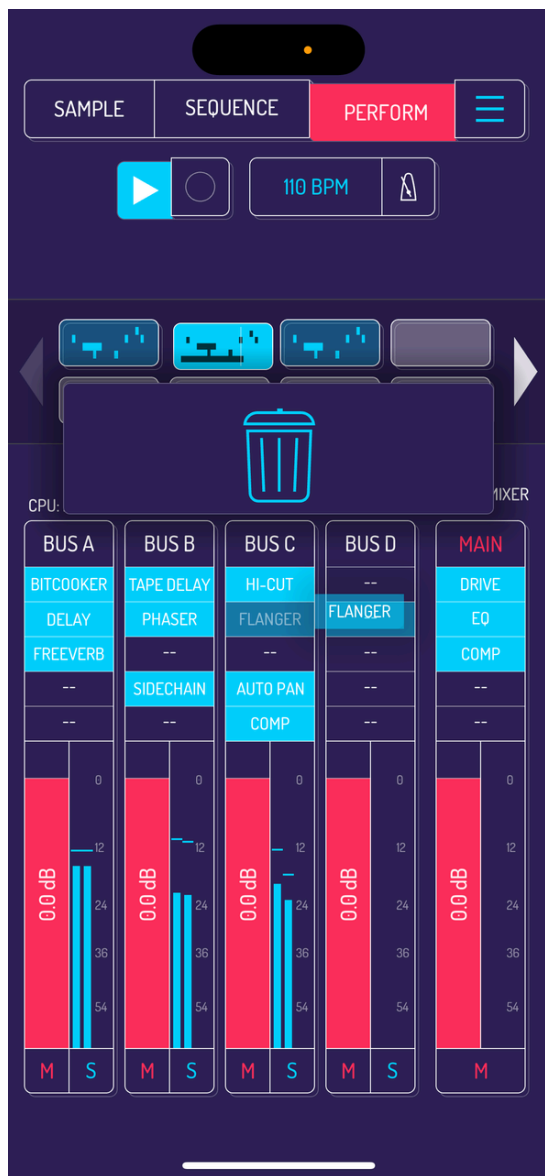 SAMPLE SEQUENCE PERFORM
110 BPM
CPU: MIXER
BUS A BUS B BUS C BUS D MAIN
BITCOOKER TAPE DELAY HI-CUT -- DRIVE
DELAY PHASER FLANGER FLANGER EQ
FREEVERB -- -- -- COMP
-- SIDECHAIN AUTO PAN -- --
-- -- COMP -- --
0 0 0 0 0
12 12 12 12 12
0.0 dB 24 0.0 dB 24 0.0 dB 24 0.0 dB 24 0.0 dB 24
36 36 36 36 36
54 54 54 54 54
M S M S M S M S M